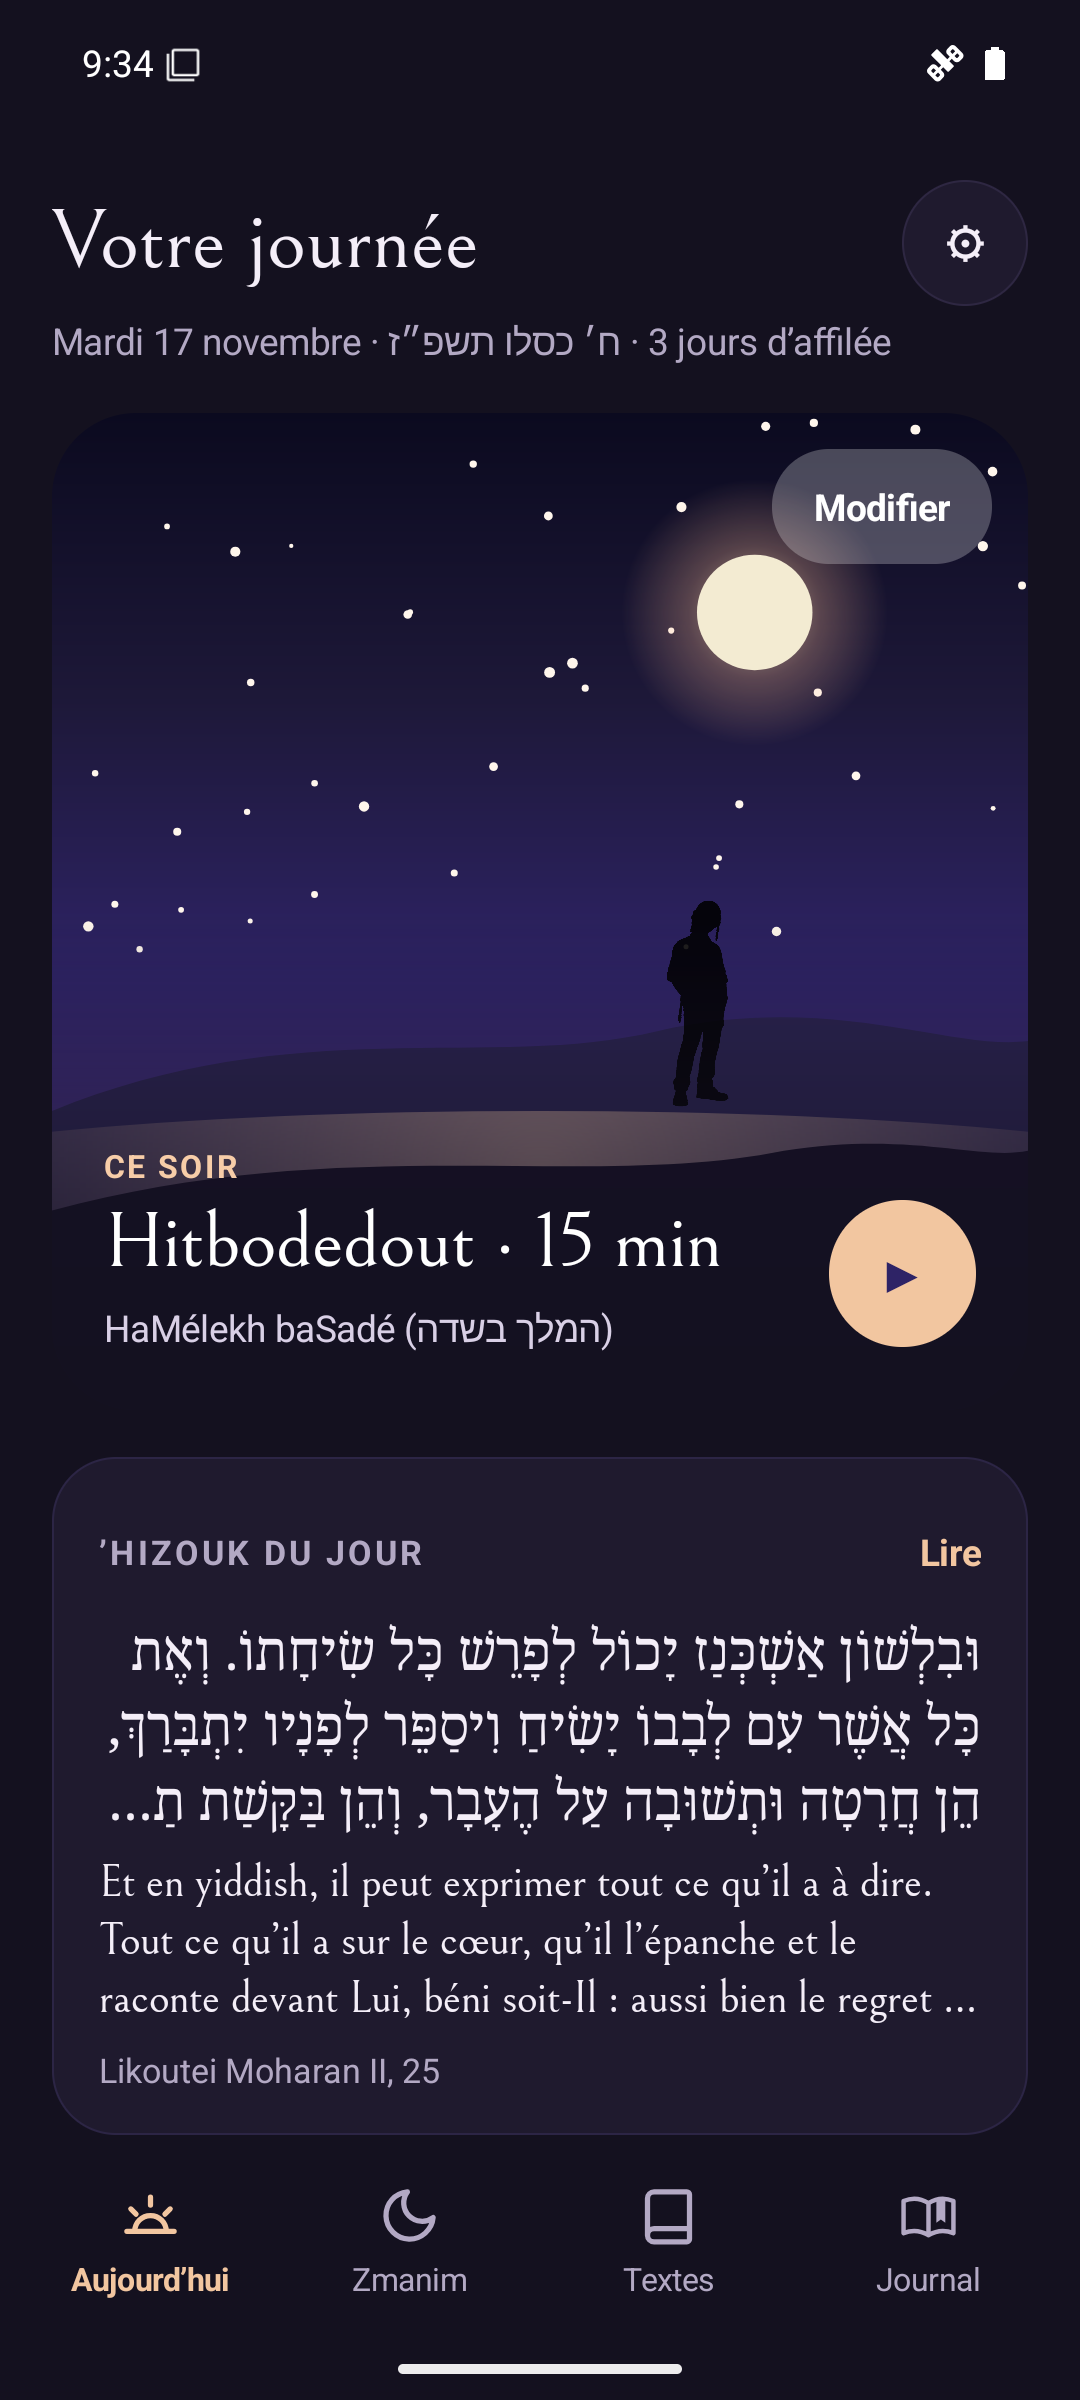 9:34
Votre journée
Mardi 17 novembre · ח׳ כסלו תשפ״ז · 3 jours d’affilée
Modifier
CE SOIR
Hitbodedout · 15 min
HaMélekh baSadé (המלך בשדה)
’HIZOUK DU JOUR
Lire
וּבִלְשׁוֹן אַשְׁכְּנַז יָכוֹל לְפָרֵשׁ כָּל שִׂיחָתוֹ. וְאֶת
כָּל אֲשֶׁר עִם לְבָבוֹ יָשִׂיחַ וִיסַפֵּר לְפָנָיו יִתְבָּרַךְ,
הֵן חֲרָטָה וּתְשׁוּבָה עַל הֶעָבָר, וְהֵן בַּקָּשַׁת תַ...
Et en yiddish, il peut exprimer tout ce qu’il a à dire.
Tout ce qu’il a sur le cœur, qu’il l’épanche et le
raconte devant Lui, béni soit-Il : aussi bien le regret ...
Likoutei Moharan II, 25
Aujourd’hui
Zmanim
Textes
Journal